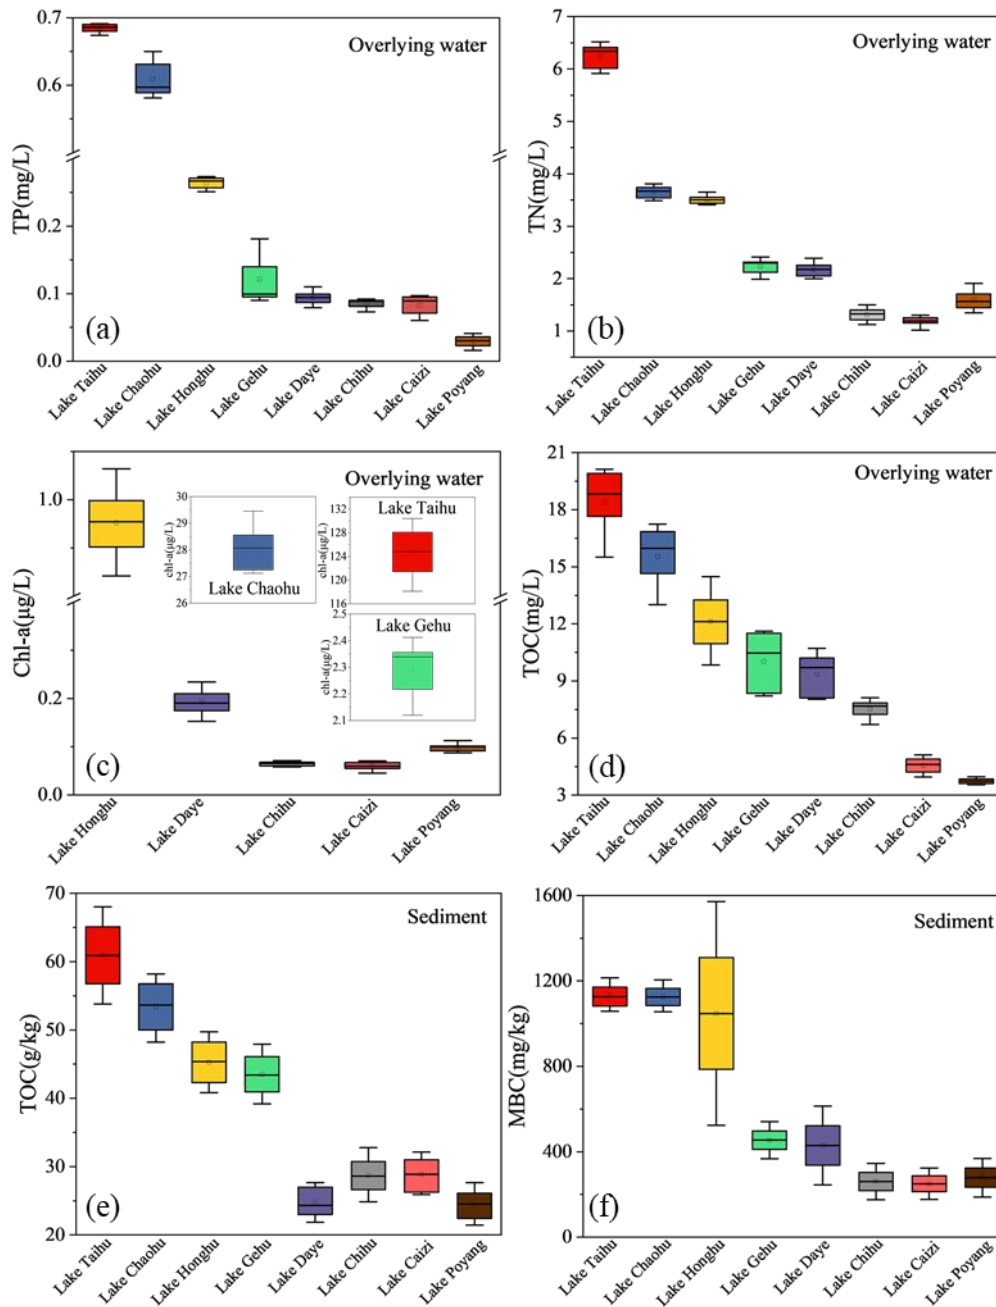 0.7
0.6
0.2
0.1
0.0
TP(mg/L)
Overlying water
(a)
Lake Taihu
Lake Chaohu
Lake Honghu
Lake Gehu
Lake Daye
Lake Chihu
Lake Caizi
Lake Poyang
7
6
5
4
3
2
1
TN(mg/L)
Overlying water
(b)
Lake Taihu
Lake Chaohu
Lake Honghu
Lake Gehu
Lake Daye
Lake Chihu
Lake Caizi
Lake Poyang
1.0
0.2
0.0
Chl-a(μg/L)
Overlying water
30
29
28
27
26
chl-a(μg/L)
Lake Chaohu
132
128
124
120
116
chl-a(μg/L)
Lake Taihu
2.5
2.4
2.3
2.2
2.1
chl-a(μg/L)
Lake Gehu
(c)
Lake Honghu
Lake Daye
Lake Chihu
Lake Caizi
Lake Poyang
21
18
15
12
9
6
3
TOC(mg/L)
Overlying water
(d)
Lake Taihu
Lake Chaohu
Lake Honghu
Lake Gehu
Lake Daye
Lake Chihu
Lake Caizi
Lake Poyang
70
60
50
40
30
20
TOC(g/kg)
Sediment
(e)
Lake Taihu
Lake Chaohu
Lake Honghu
Lake Gehu
Lake Daye
Lake Chihu
Lake Caizi
Lake Poyang
1600
1200
800
400
0
MBC(mg/kg)
Sediment
(f)
Lake Taihu
Lake Chaohu
Lake Honghu
Lake Gehu
Lake Daye
Lake Chihu
Lake Caizi
Lake Poyang